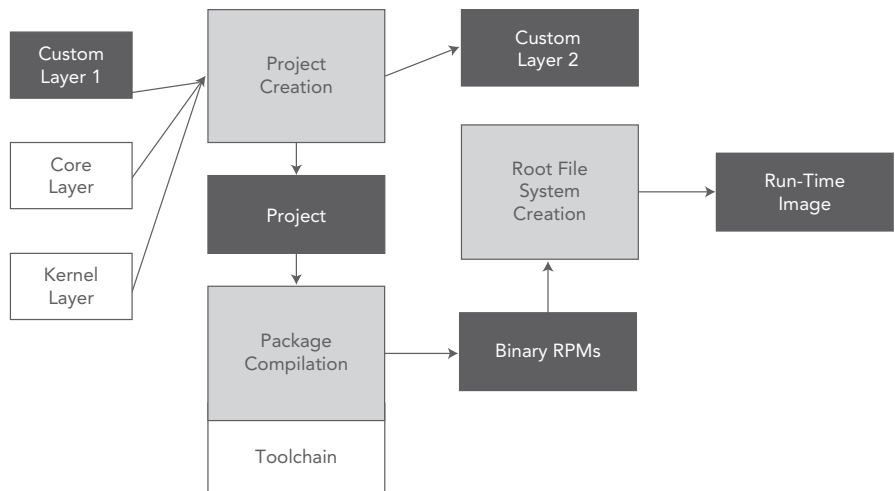 Custom
Layer 1
Project
Creation
Custom
Layer 2
Core
Layer
Root File
System
Creation
Run-Time
Image
Project
Kernel
Layer
Package
Compilation
Binary RPMs
Toolchain